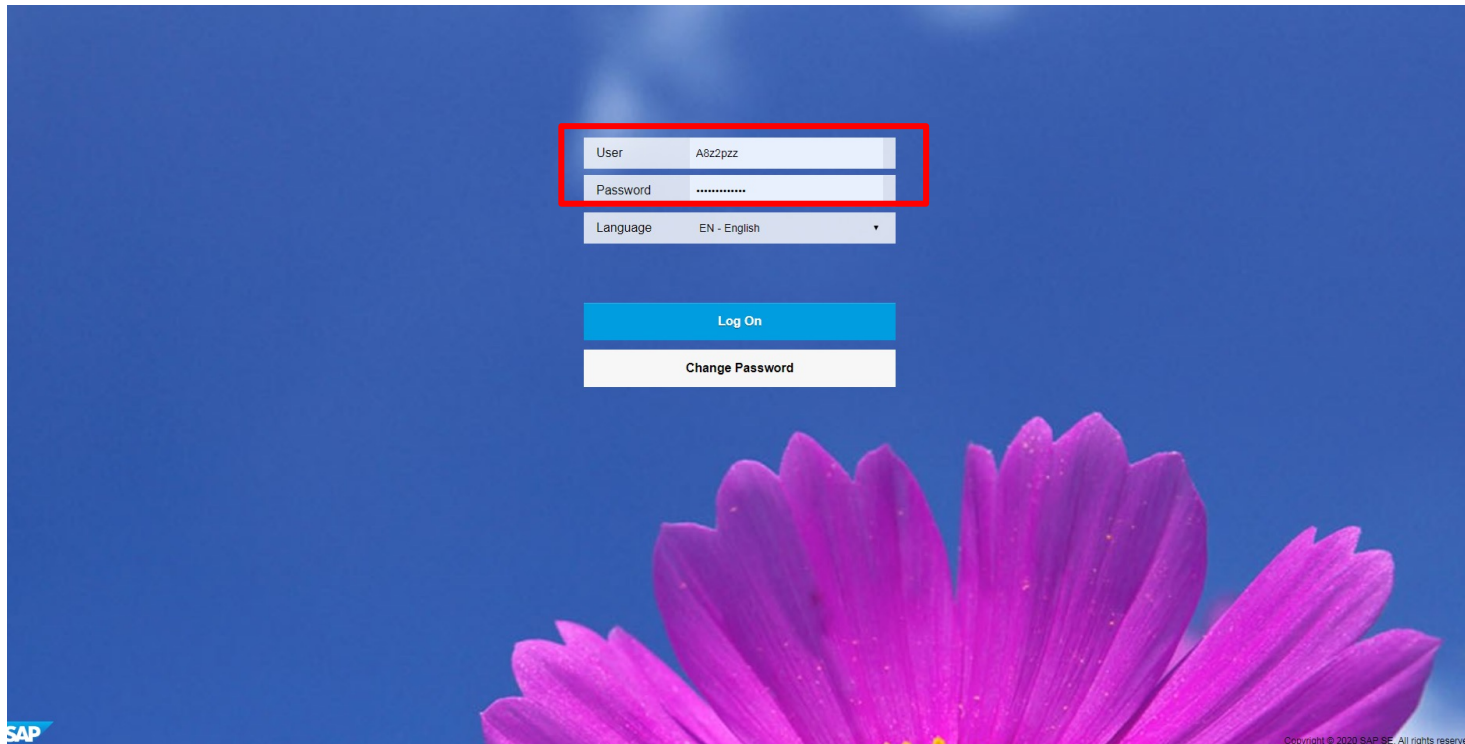 User A8z2pzz
Password •••••••••••••
Language EN - English
Log On
Change Password
SAP
Copyright © 2020 SAP SE. All rights reserve